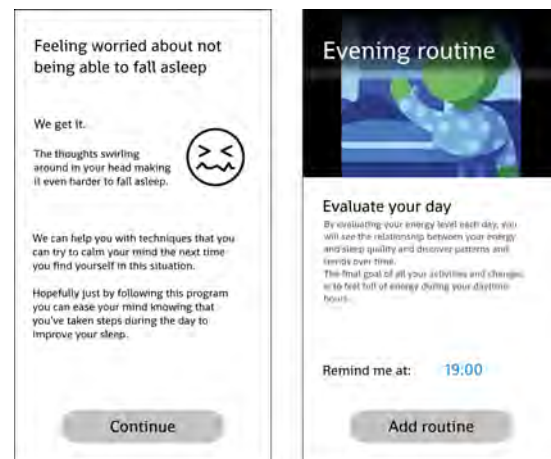 Feeling worried about not
being able to fall asleep
We get it.
The thoughts swirling
around in your head making
it even harder to fall asleep.
We can help you with techniques that you
can try to calm your mind the next time
you find yourself in this situation.
Hopefully just by following this program
you can ease your mind knowing that
you've taken steps during the day to
improve your sleep.
Continue
Evening routine
Evaluate your day
By evaluating your energy level each day, you
will see the relationship between your energy
and sleep quality and discover patterns and
trends over time.
The final goal of all your activities and changes
is to feel full of energy during your daytime
hours.
Remind me at: 19:00
Add routine